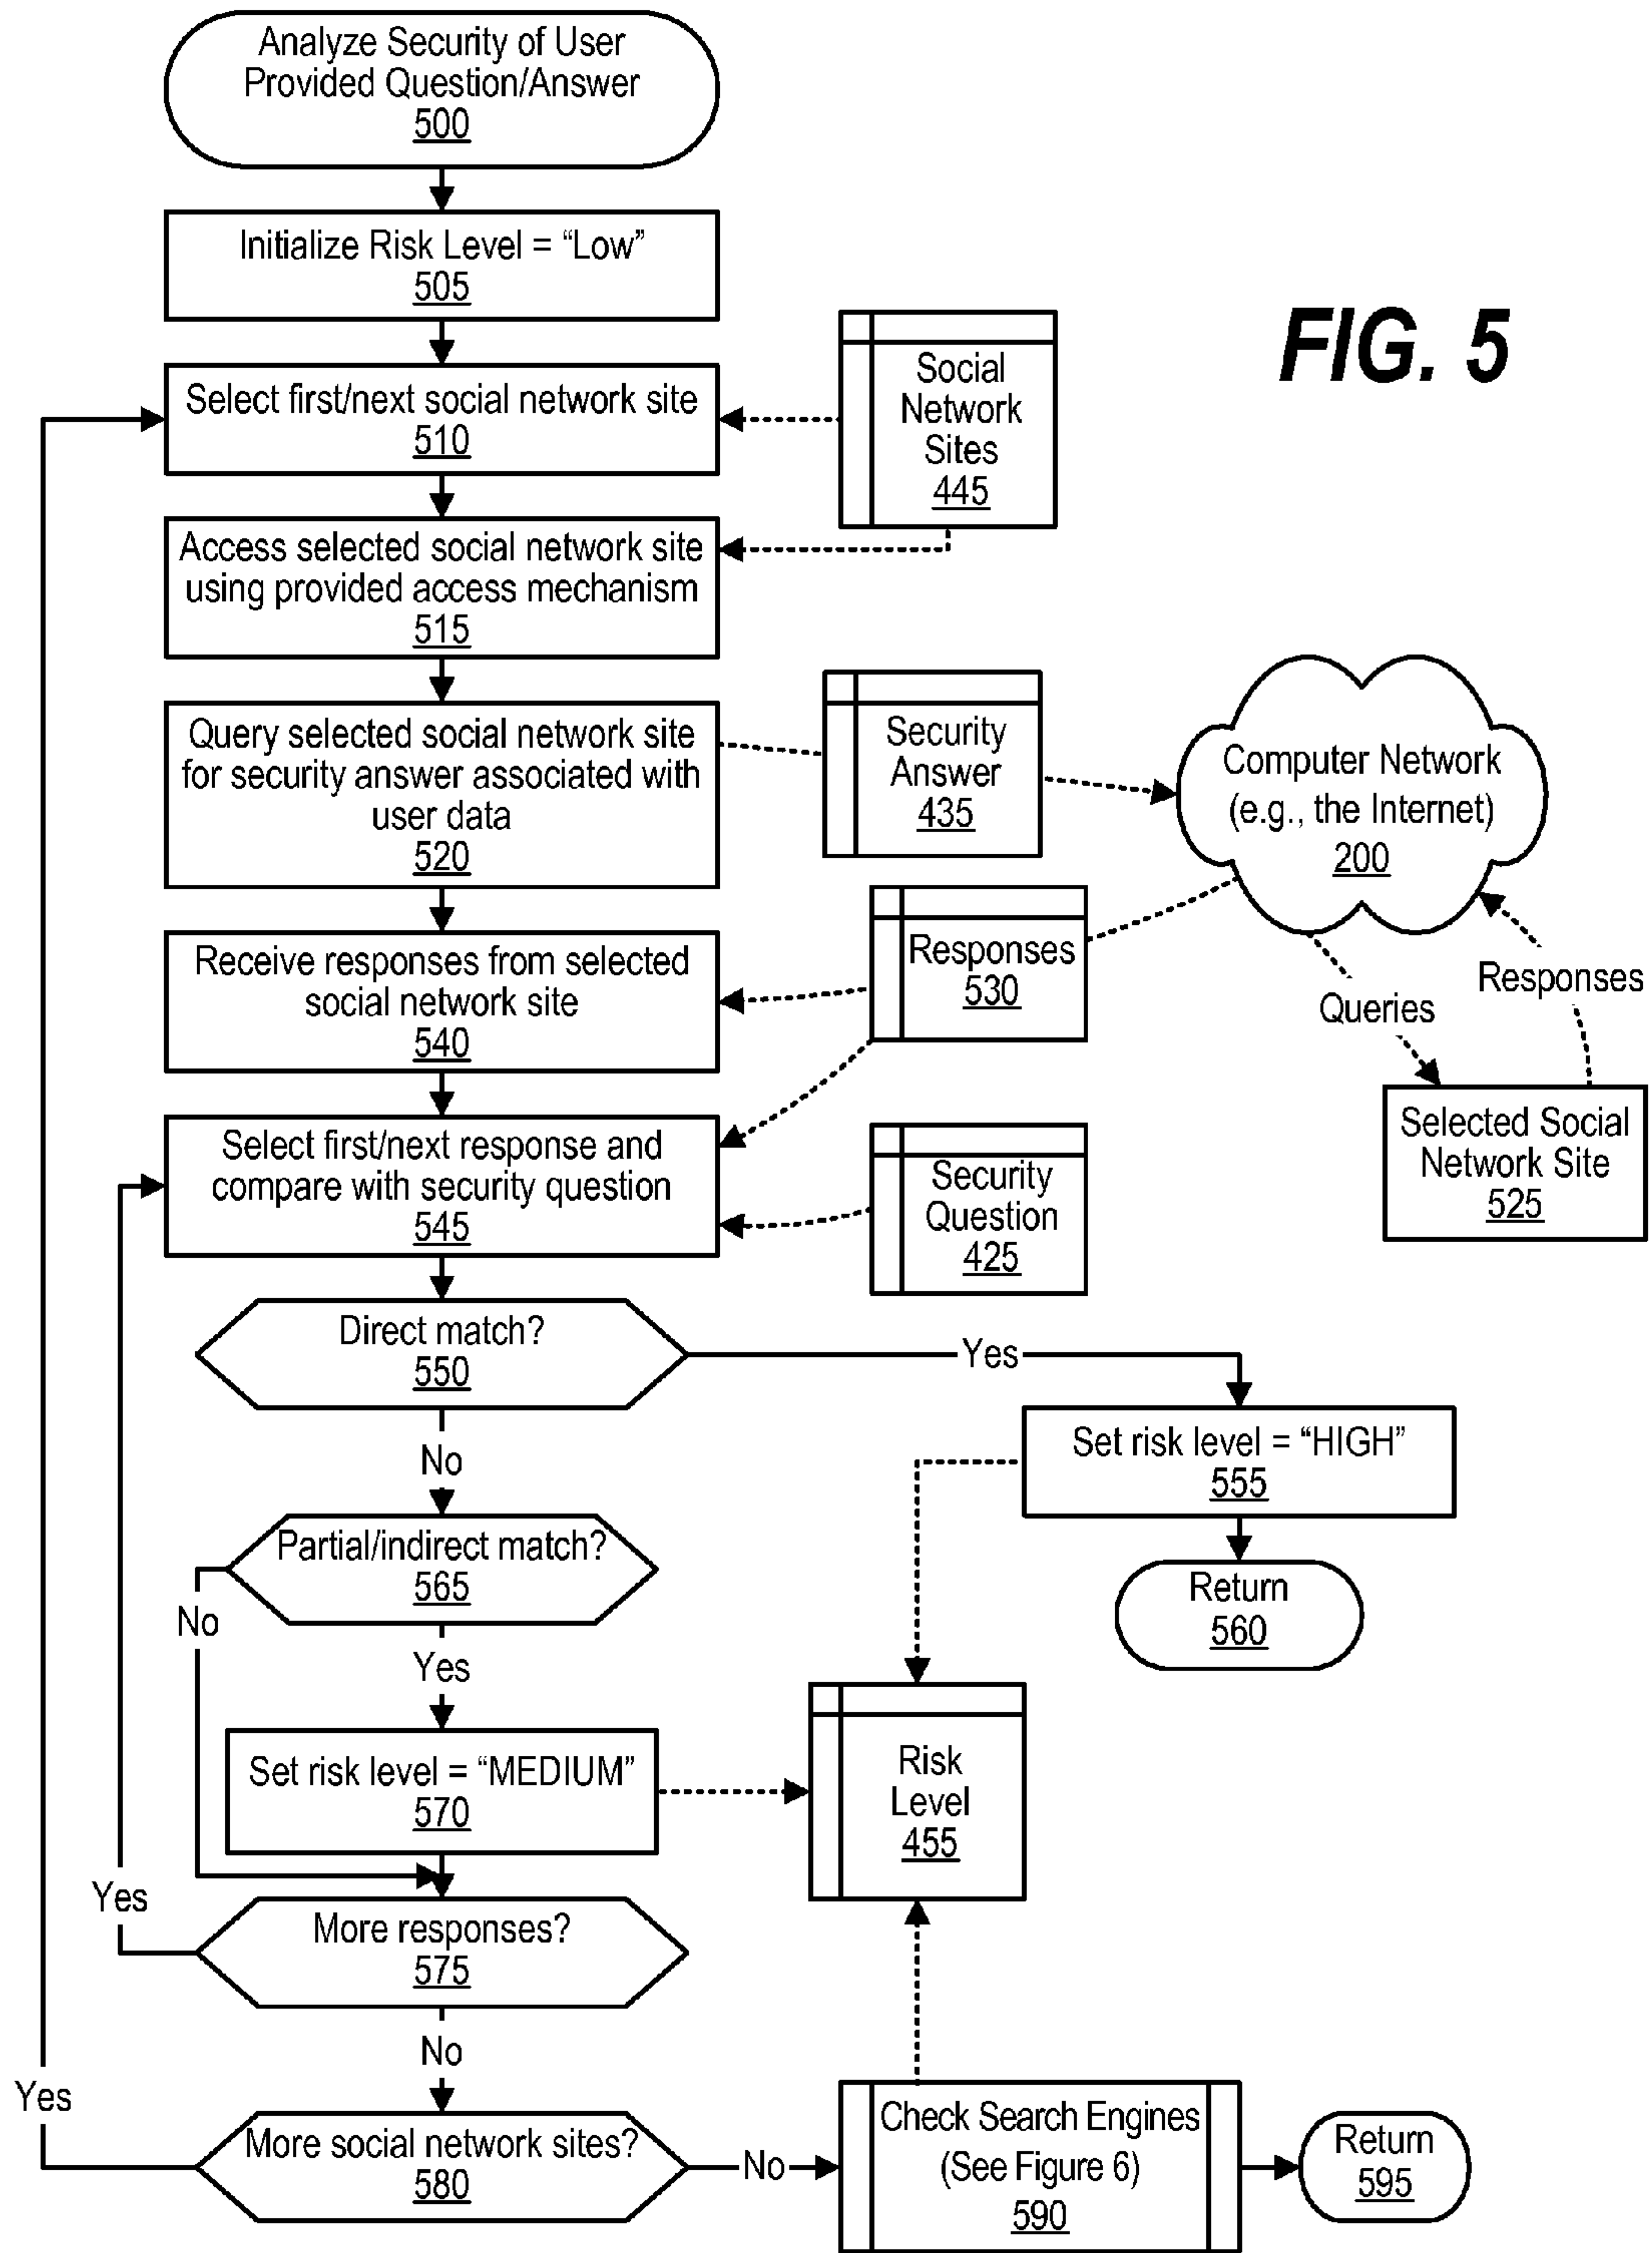 Analyze Security of User
Provided Question/Answer
500
Initialize Risk Level = “Low”
505
FIG. 5
Select first/next social network site
510
Social
Network
Sites
445
Access selected social network site
using provided access mechanism
515
Query selected social network site
for security answer associated with
user data
520
Security
Answer
435
Computer Network
(e.g., the Internet)
200
Receive responses from selected
social network site
540
Responses
530
Queries
Responses
Selected Social
Network Site
525
Select first/next response and
compare with security question
545
Security
Question
425
Direct match?
550
Yes
No
Set risk level = “HIGH”
555
Return
560
Partial/indirect match?
565
No
Yes
Set risk level = “MEDIUM”
570
Risk
Level
455
More responses?
575
Yes
No
More social network sites?
580
Yes
No
Check Search Engines
(See Figure 6)
590
Return
595